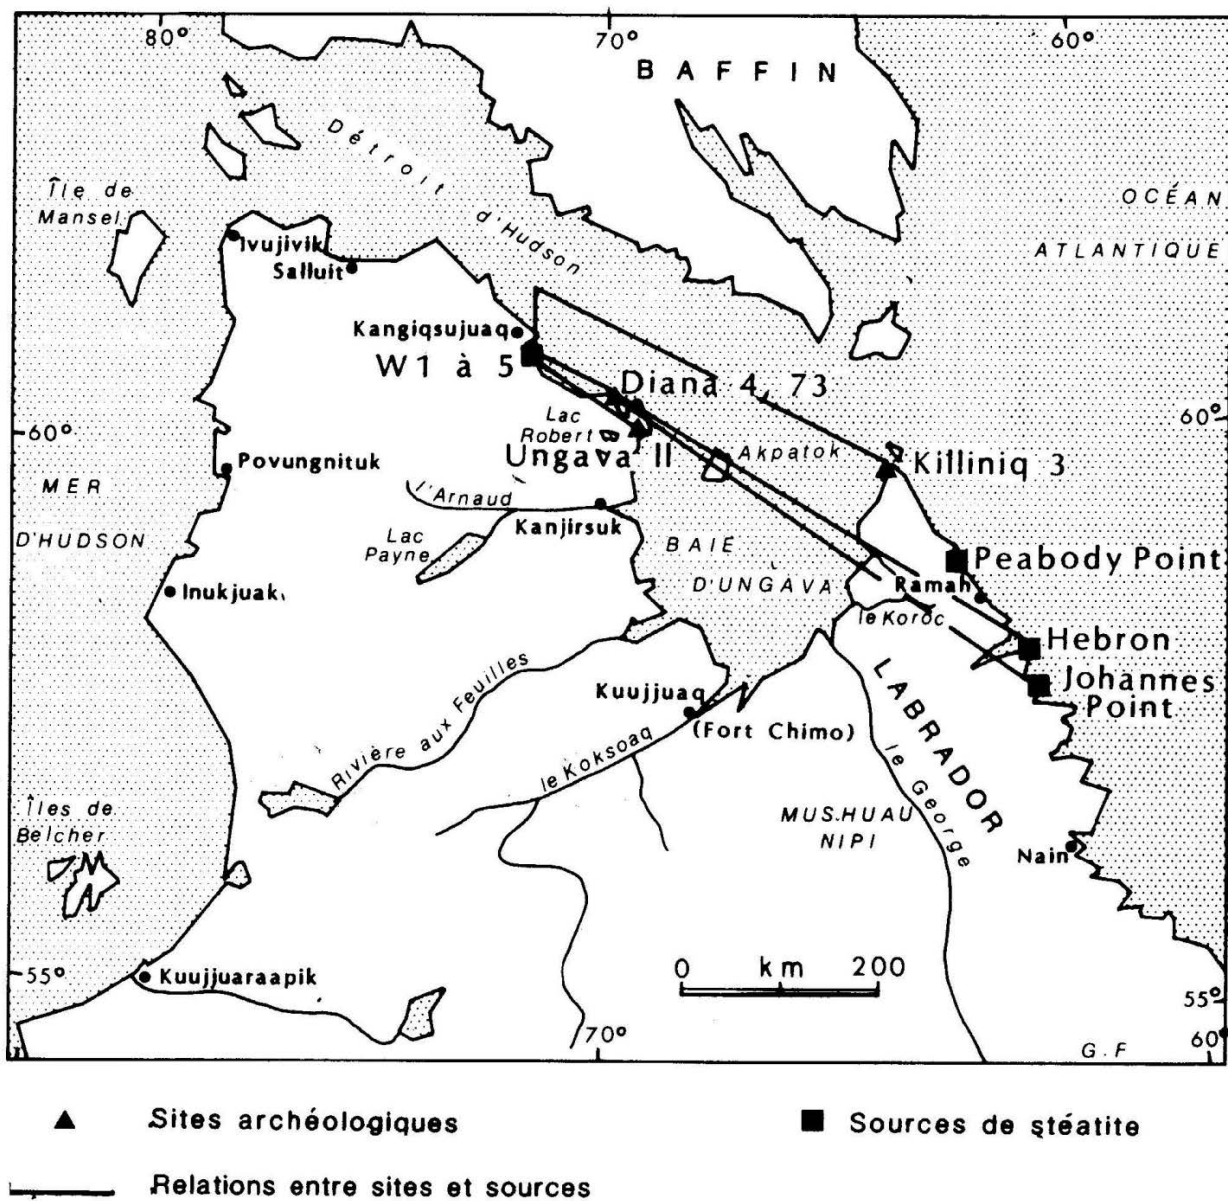 80°
70°
60°
BAFFIN
Détroit
d'Hudson
Île de
Mansel
OCÉAN
ATLANTIQUE
Ivujivik
Salluit
Kangiqsujuaq
W1 à 5
Diana 4, 73
60°
60°
Lac
Robert
Ungava II
Akpatok
Killiniq 3
Povungnituk
MER
D'HUDSON
l'Arnaud
Kanjirsuk
Lac
Payne
BAIE
D'UNGAVA
Peabody Point
Ramah
Inukjuak
le Koroc
Hebron
Johannes
Point
LABRADOR
Rivière aux Feuilles
Kuujjuaq
(Fort Chimo)
le Koksoaq
le George
MUSHUAU
NIPI
Nain
Îles de
Belcher
55°
Kuujjuaraapik
0 km 200
55°
70°
60°
G.F
Sites archéologiques
Sources de stéatite
Relations entre sites et sources